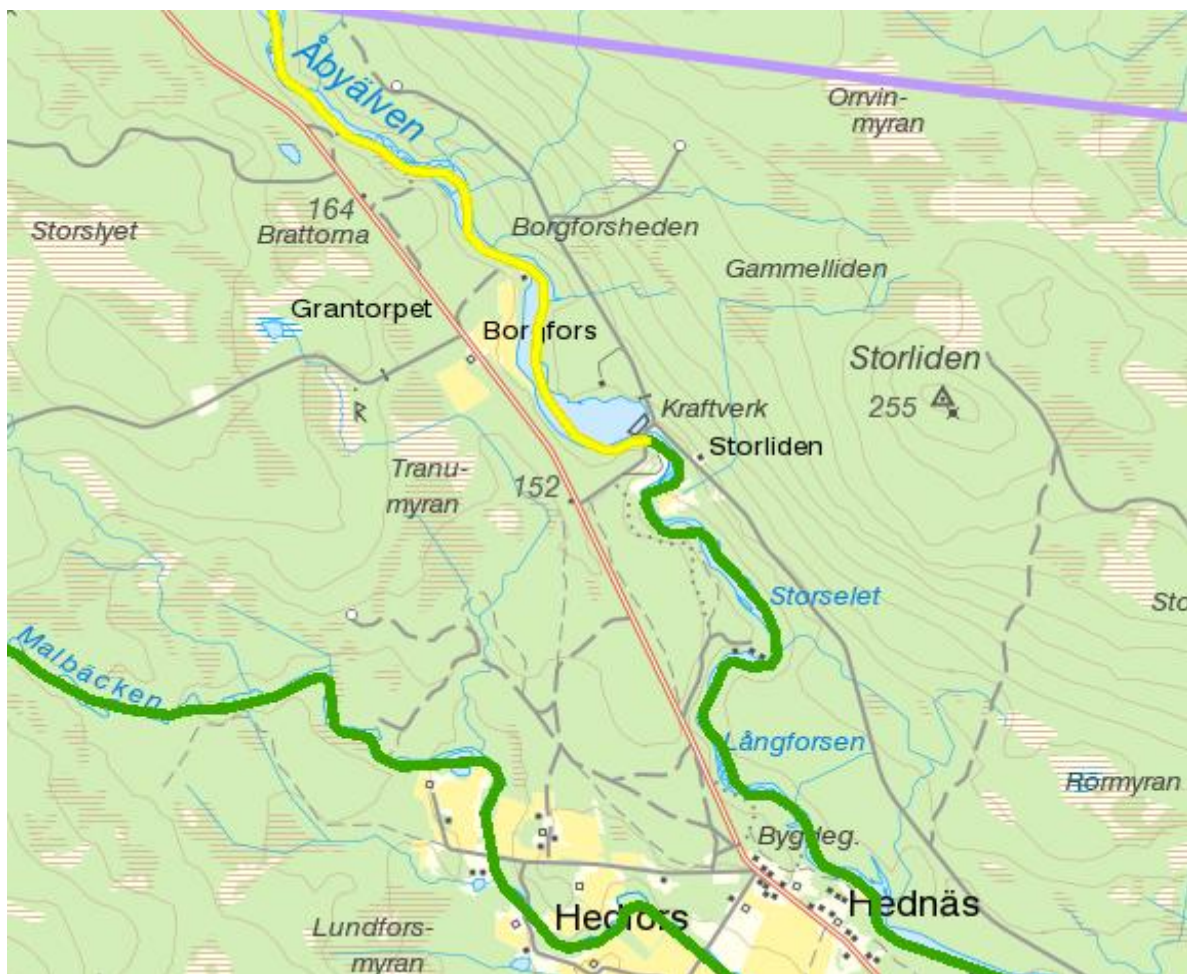 Åbyälven
Orrvin-
myran
164
Brattorna
Storslyet
Borgforsheden
Gammelliden
Grantorpet
Borgfors
Storliden
255
Kraftverk
Storliden
Tranu-
myran
152
Storselet
Sto
Malbäcken
Långforsen
Rörmyran
Bygdeg.
Hednäs
Hedfors
Lundfors-
myran